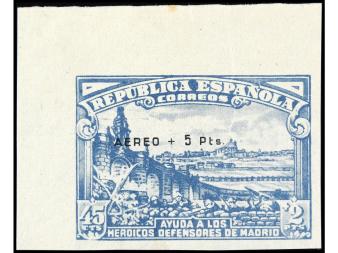 REPUBLICA ESPAÑOLA
CORREOS
AEREO + 5 Pts.
45 AYUDA A LOS 2
HEROICOS DEFENSORES DE MADRID